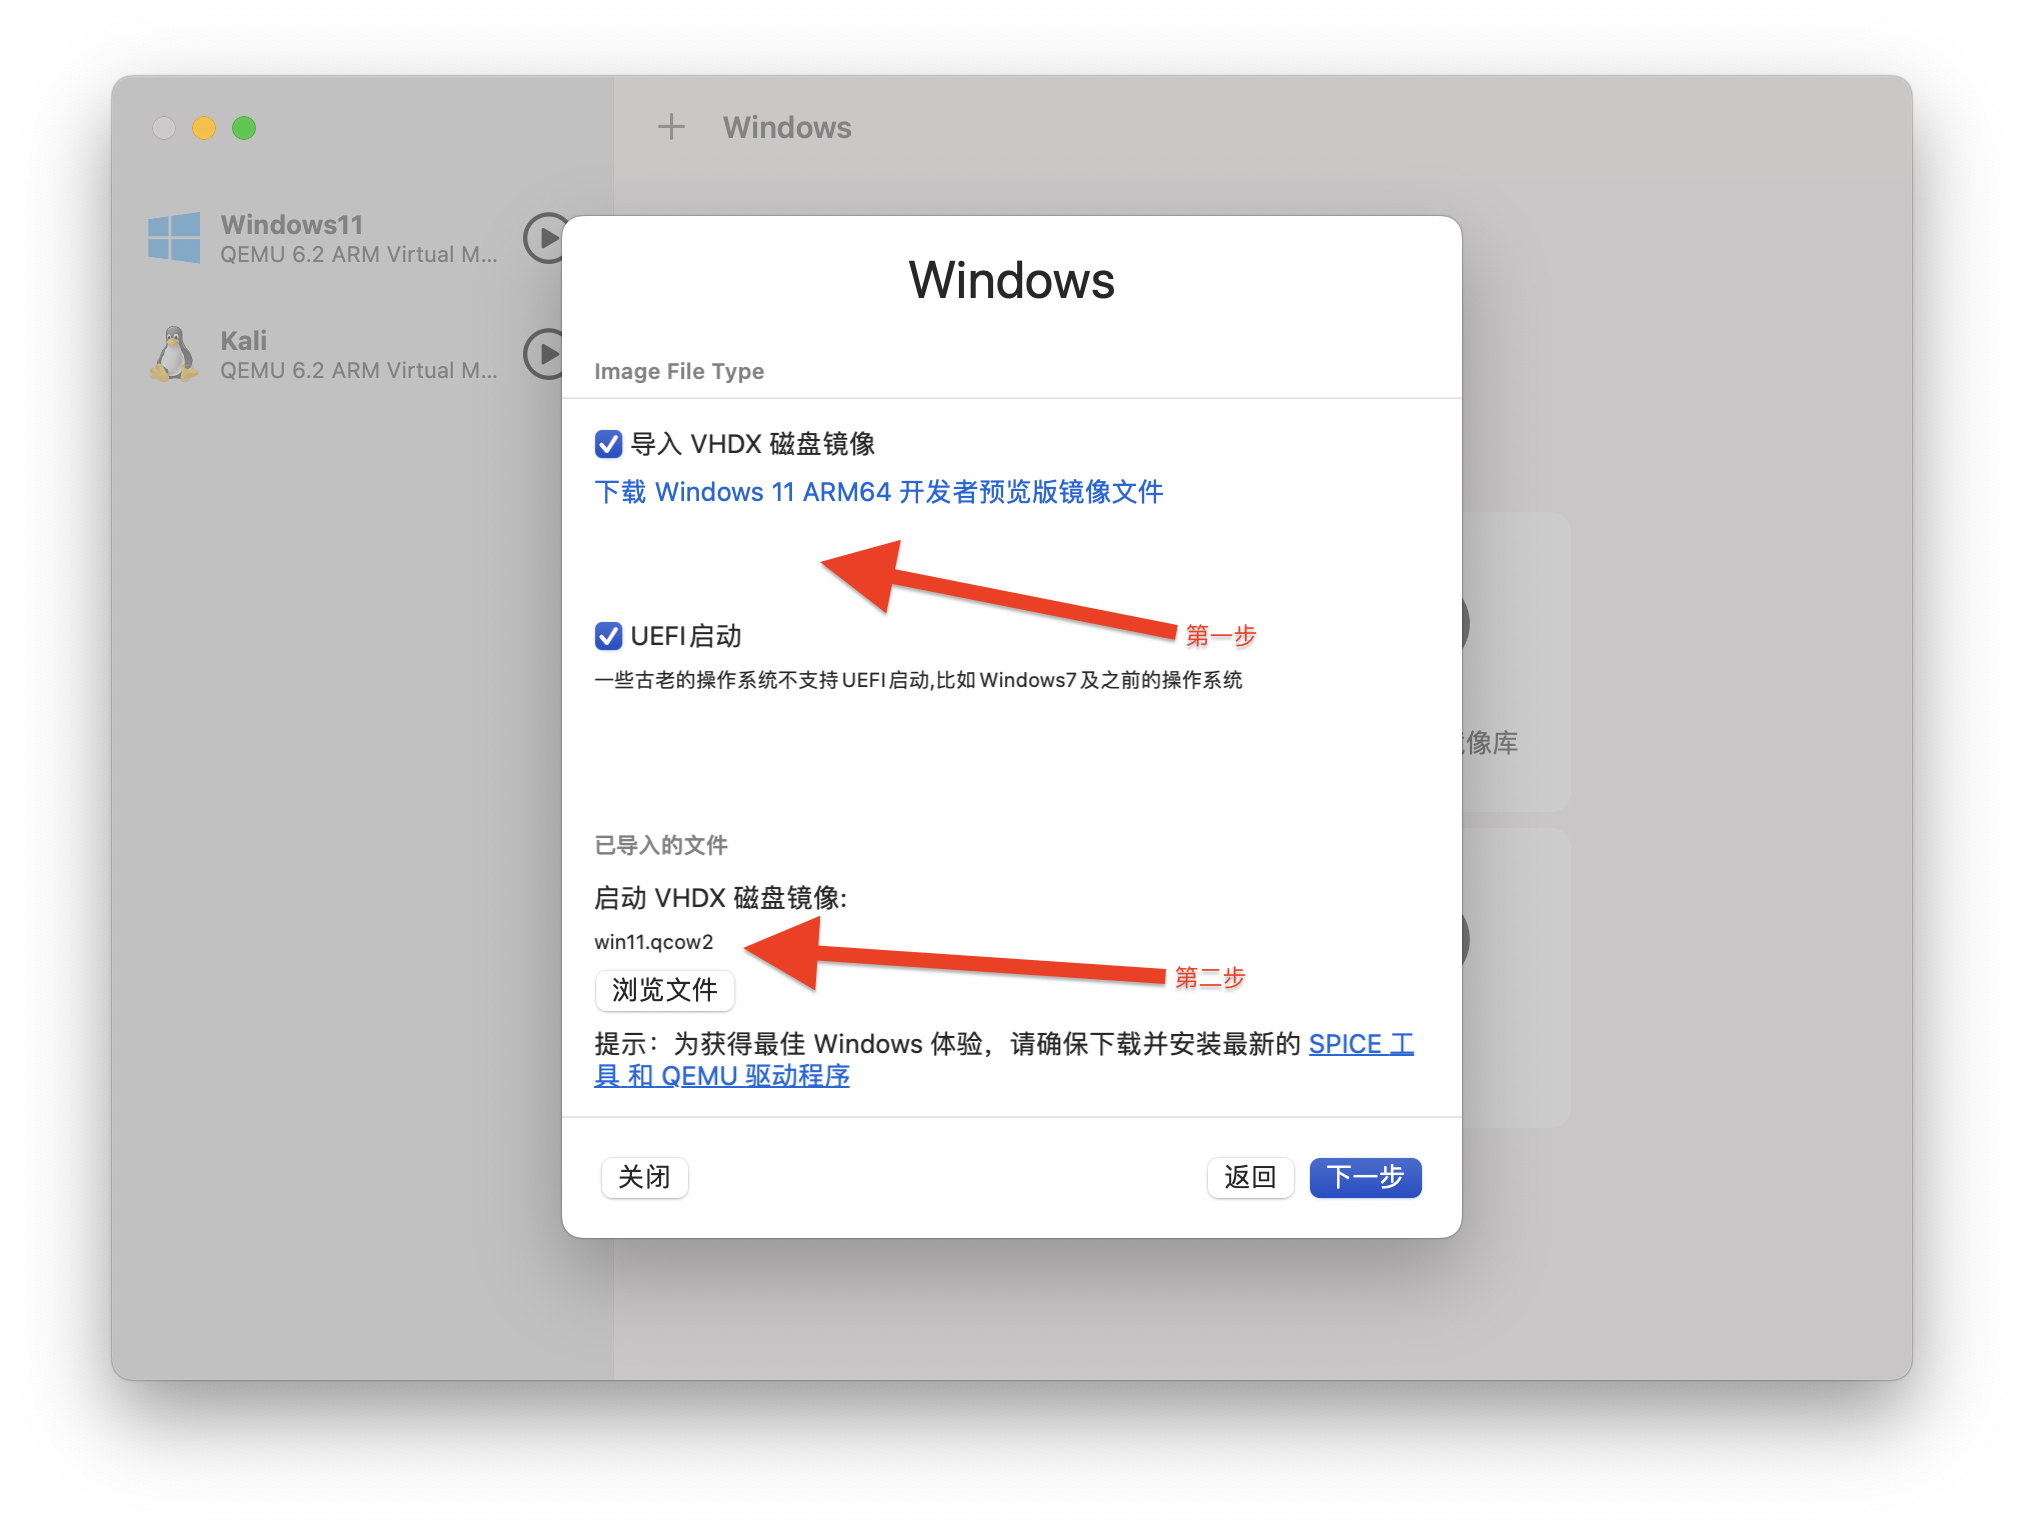 Windows
Windows11
QEMU 6.2 ARM Virtual M...
Kali
QEMU 6.2 ARM Virtual M...
Windows
Image File Type
导入 VHDX 磁盘镜像
下载 Windows 11 ARM64 开发者预览版镜像文件
第一步
UEFI启动
一些古老的操作系统不支持UEFI启动,比如Windows7及之前的操作系统
像库
已导入的文件
启动 VHDX 磁盘镜像:
win11.qcow2
第二步
浏览文件
提示：为获得最佳 Windows 体验，请确保下载并安装最新的 SPICE 工
具 和 QEMU 驱动程序
关闭
返回
下一步